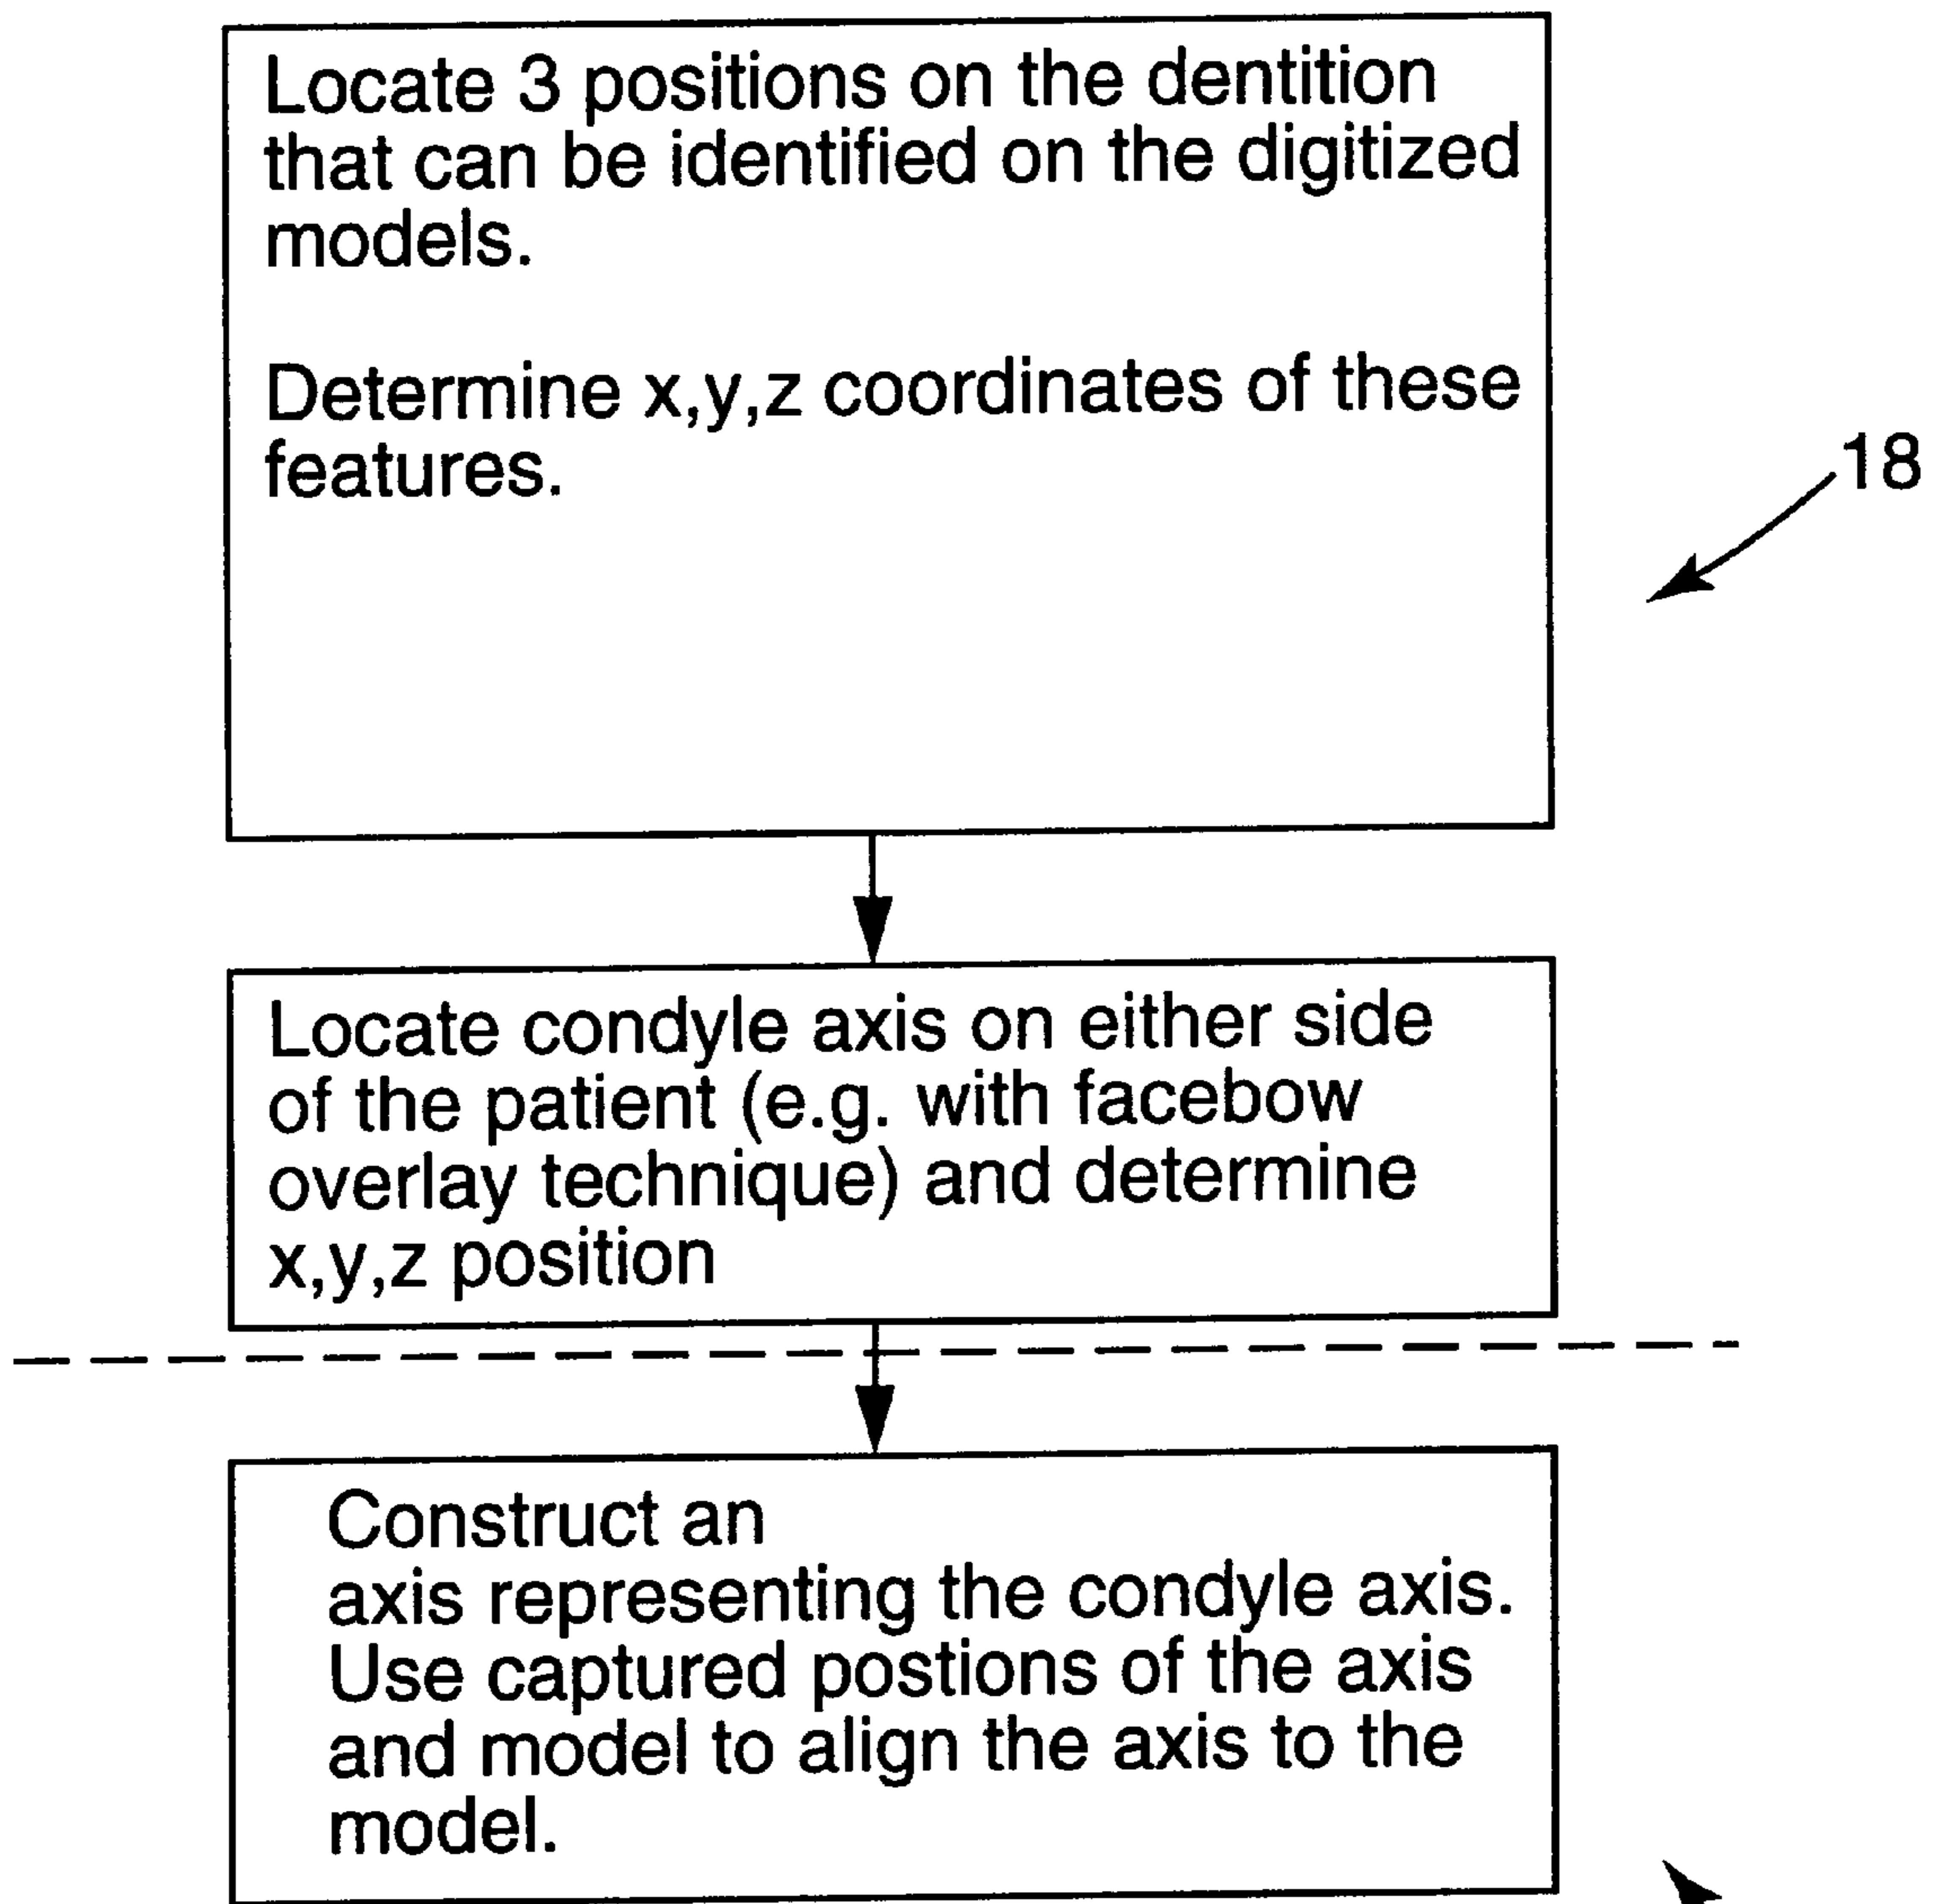 Locate 3 positions on the dentition
that can be identified on the digitized
models.
Determine x,y,z coordinates of these
features.
18
Locate condyle axis on either side
of the patient (e.g. with facebow
overlay technique) and determine
x,y,z position
Construct an
axis representing the condyle axis.
Use captured postions of the axis
and model to align the axis to the
model.